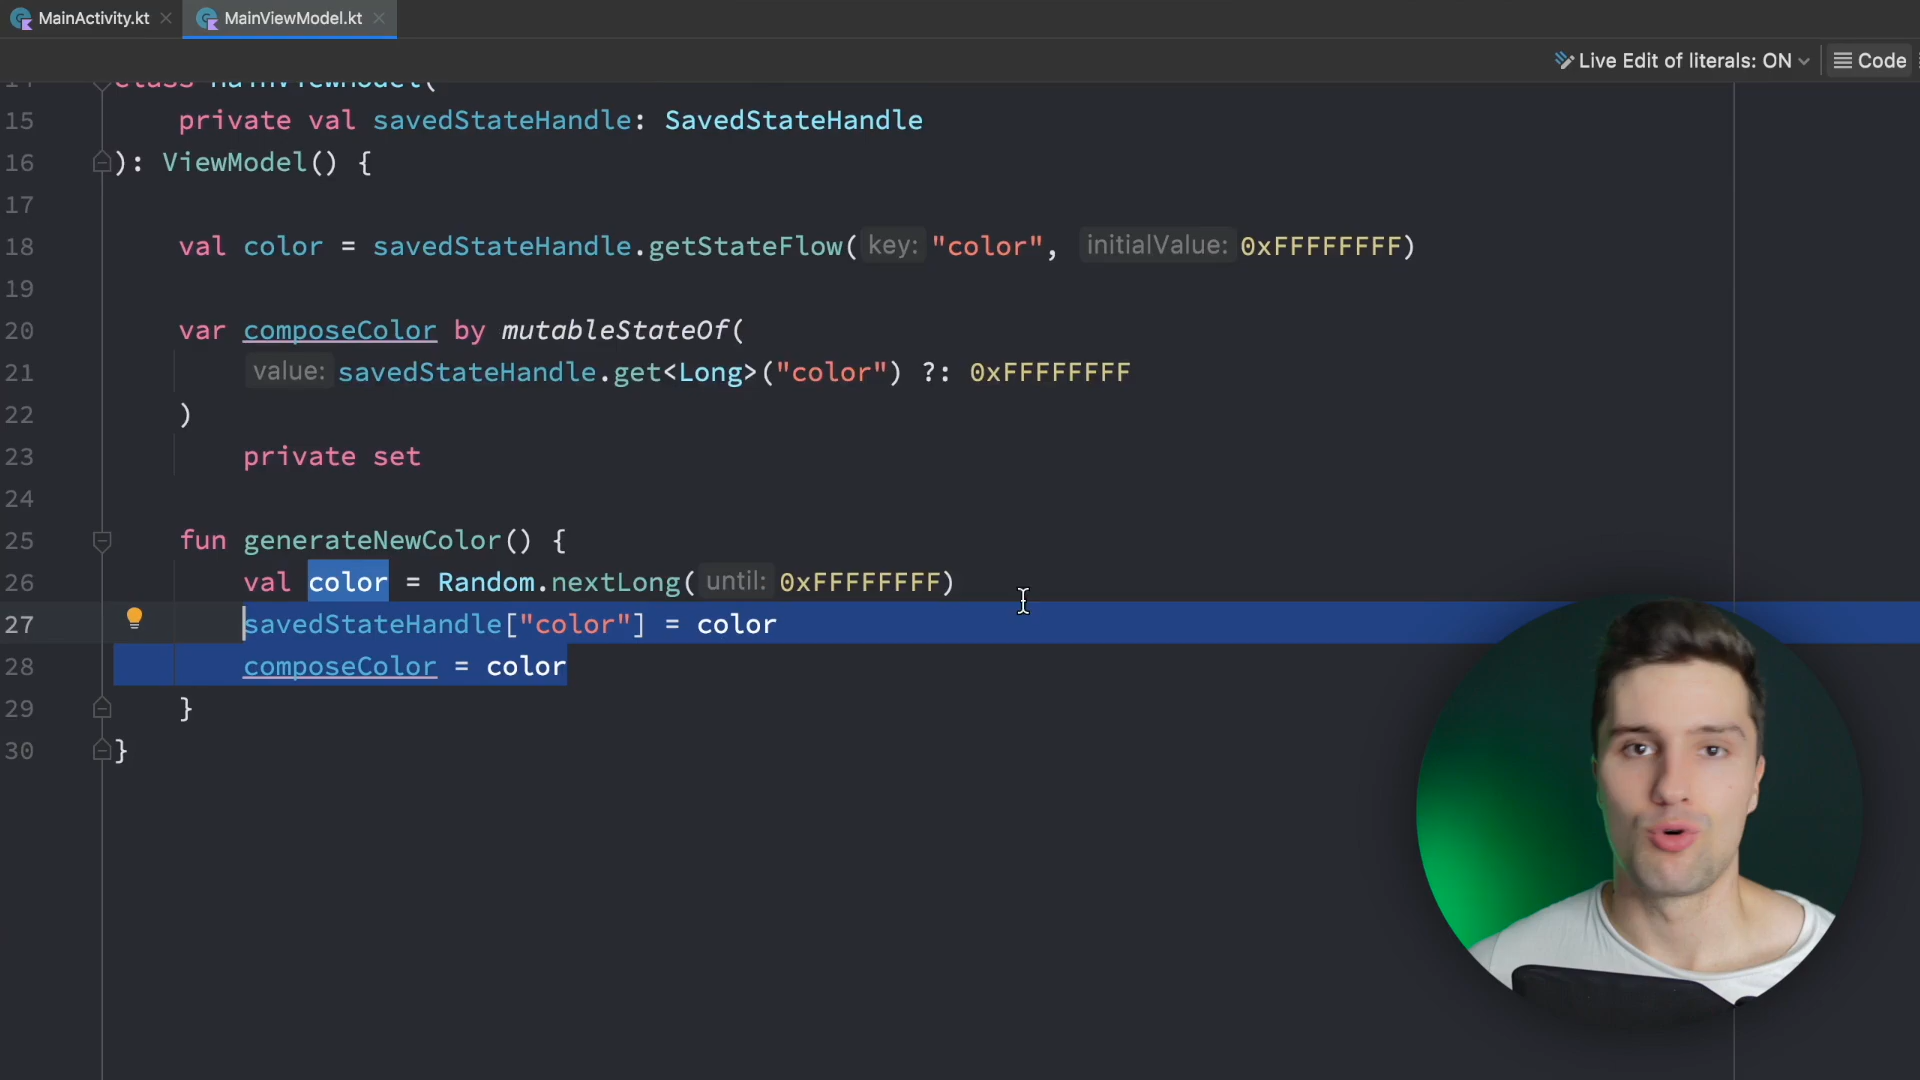 MainActivity.kt
MainViewModel.kt
Live Edit of literals: ON
Code
15 private val savedStateHandle: SavedStateHandle
16 ): ViewModel() {
17
18 val color = savedStateHandle.getStateFlow( key: "color", initialValue: 0xFFFFFFFF)
19
20 var composeColor by mutableStateOf(
21 value: savedStateHandle.get<Long>("color") ?: 0xFFFFFFFF
22 )
23 private set
24
25 fun generateNewColor() {
26 val color = Random.nextLong( until: 0xFFFFFFFF)
27 savedStateHandle["color"] = color
28 composeColor = color
29 }
30 }